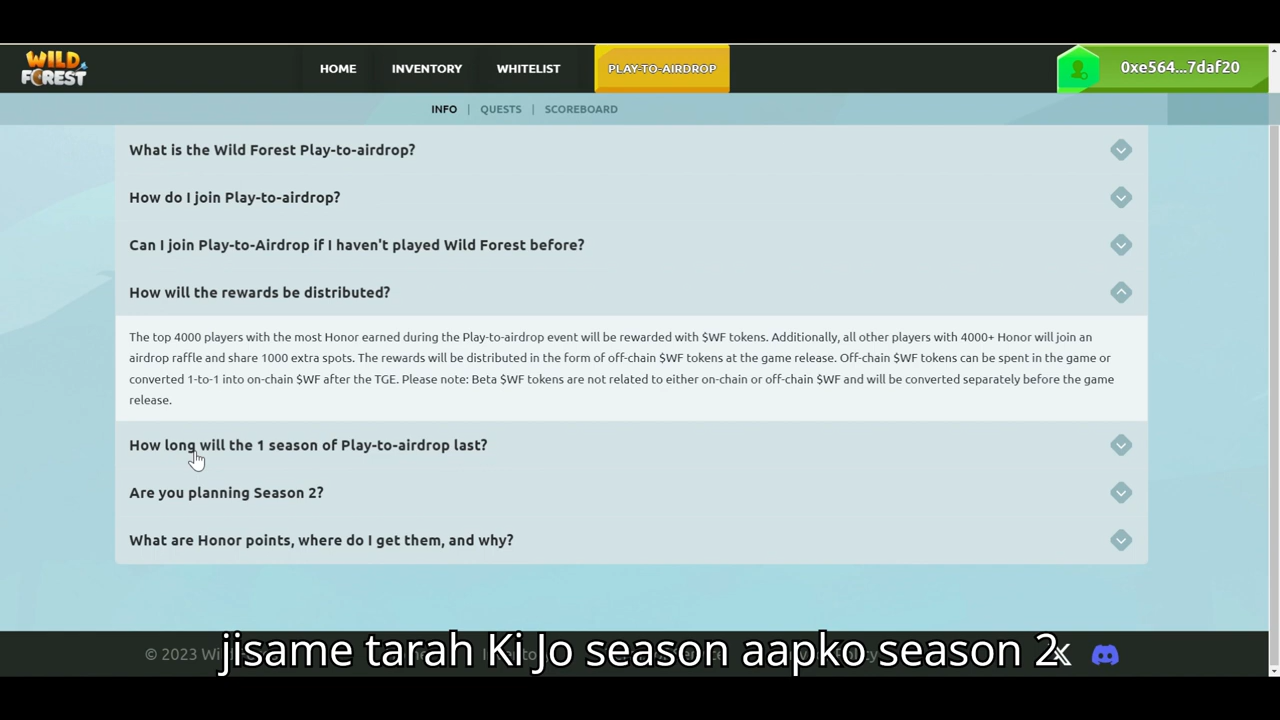 WILD
FOREST
HOME
INVENTORY
WHITELIST
PLAY-TO-AIRDROP
0xe564...7daf20
INFO | QUESTS | SCOREBOARD
What is the Wild Forest Play-to-airdrop?
How do I join Play-to-airdrop?
Can I join Play-to-Airdrop if I haven't played Wild Forest before?
How will the rewards be distributed?
The top 4000 players with the most Honor earned during the Play-to-airdrop event will be rewarded with $WF tokens. Additionally, all other players with 4000+ Honor will join an
airdrop raffle and share 1000 extra spots. The rewards will be distributed in the form of off-chain $WF tokens at the game release. Off-chain $WF tokens can be spent in the game or
converted 1-to-1 into on-chain $WF after the TGE. Please note: Beta $WF tokens are not related to either on-chain or off-chain $WF and will be converted separately before the game
release.
How long will the 1 season of Play-to-airdrop last?
Are you planning Season 2?
What are Honor points, where do I get them, and why?
© 2023
jisame tarah Ki Jo season aapko season 2